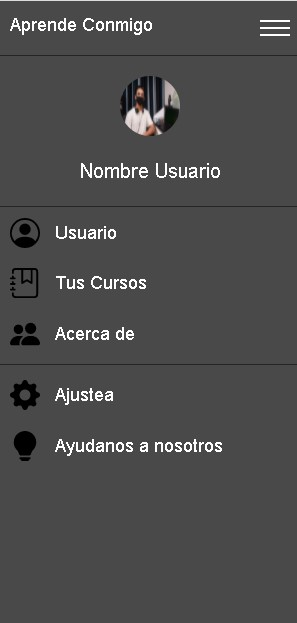 Aprende Conmigo
Nombre Usuario
Usuario
Tus Cursos
Acerca de
Ajustea
Ayudanos a nosotros